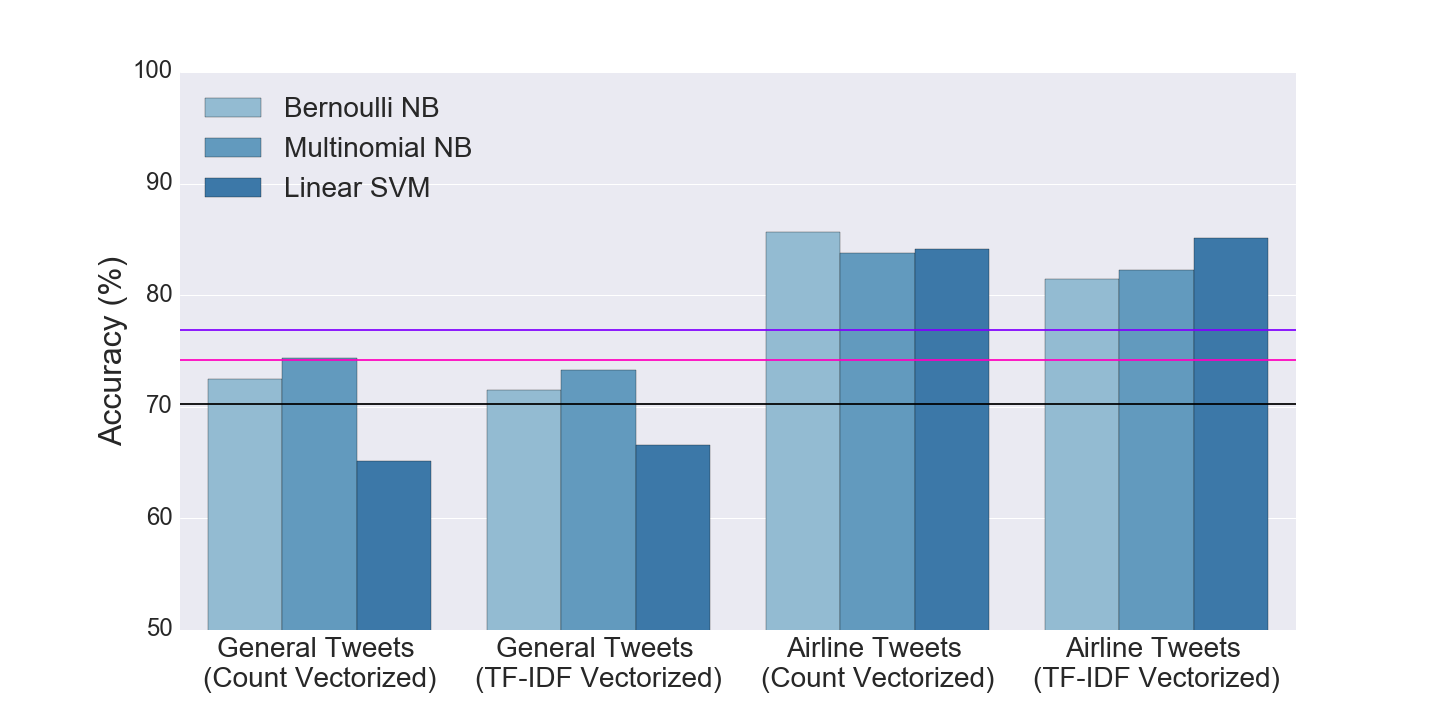 100
90
80
70
60
50
Accuracy (%)
Bernoulli NB
Multinomial NB
Linear SVM
General Tweets
(Count Vectorized)
General Tweets
(TF-IDF Vectorized)
Airline Tweets
(Count Vectorized)
Airline Tweets
(TF-IDF Vectorized)